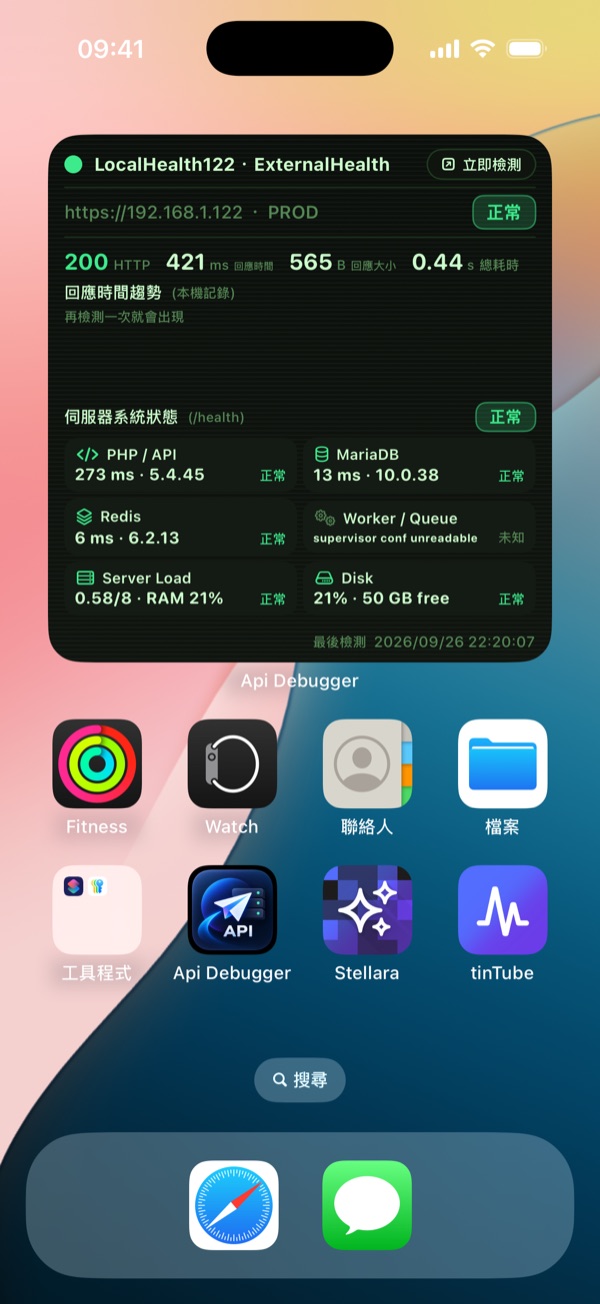 09:41
LocalHealth122 · ExternalHealth 立即檢測
https://192.168.1.122 · PROD 正常
200 HTTP 421 ms 回應時間 565 B 回應大小 0.44 s 總耗時
回應時間趨勢 (本機記錄)
再檢測一次就會出現
伺服器系統狀態 (/health) 正常
PHP / API
273 ms · 5.4.45 正常
MariaDB
13 ms · 10.0.38 正常
Redis
6 ms · 6.2.13 正常
Worker / Queue
supervisor conf unreadable 未知
Server Load
0.58/8 · RAM 21% 正常
Disk
21% · 50 GB free 正常
最後檢測 2026/09/26 22:20:07
Api Debugger
Fitness Watch 聯絡人 檔案
API
工具程式 Api Debugger Stellara tinTube
搜尋